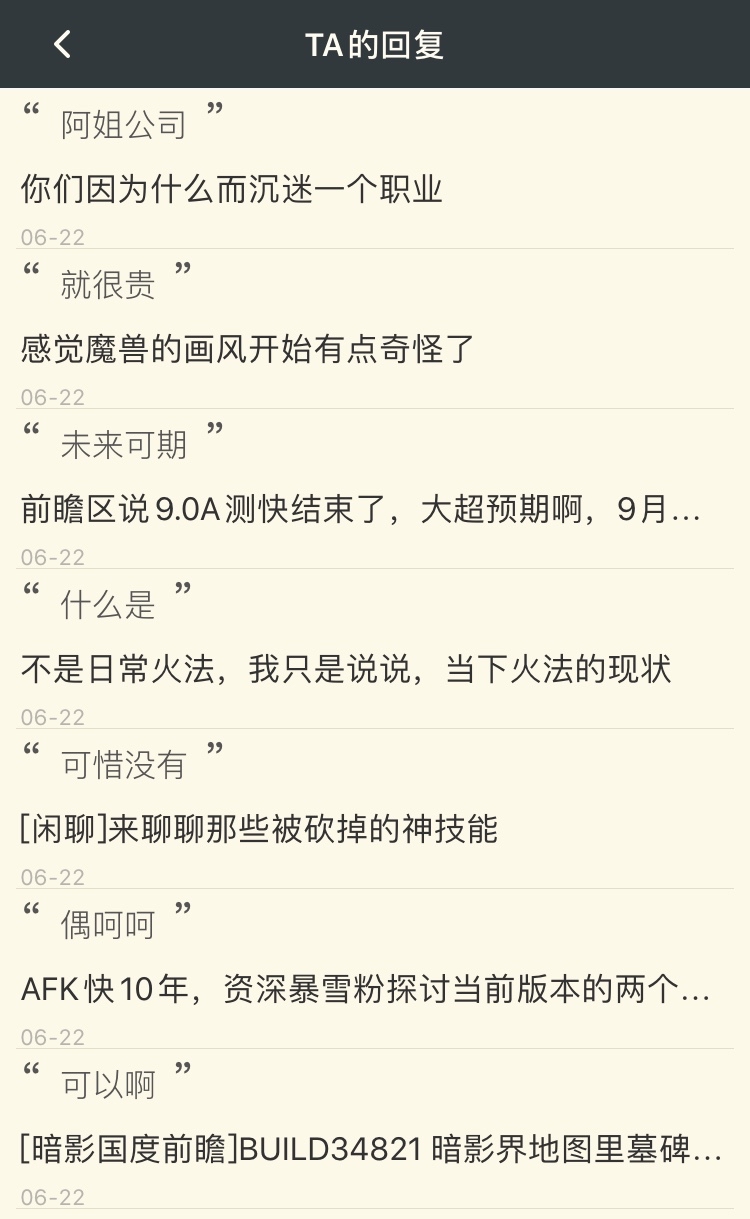 TA的回复
“ 阿姐公司 ”
你们因为什么而沉迷一个职业
06-22
“ 就很贵 ”
感觉魔兽的画风开始有点奇怪了
06-22
“ 未来可期 ”
前瞻区说9.0A测快结束了，大超预期啊，9月...
06-22
“ 什么是 ”
不是日常火法，我只是说说，当下火法的现状
06-22
“ 可惜没有 ”
[闲聊]来聊聊那些被砍掉的神技能
06-22
“ 偶呵呵 ”
AFK快10年，资深暴雪粉探讨当前版本的两个...
06-22
“ 可以啊 ”
[暗影国度前瞻]BUILD34821 暗影界地图里墓碑...
06-22